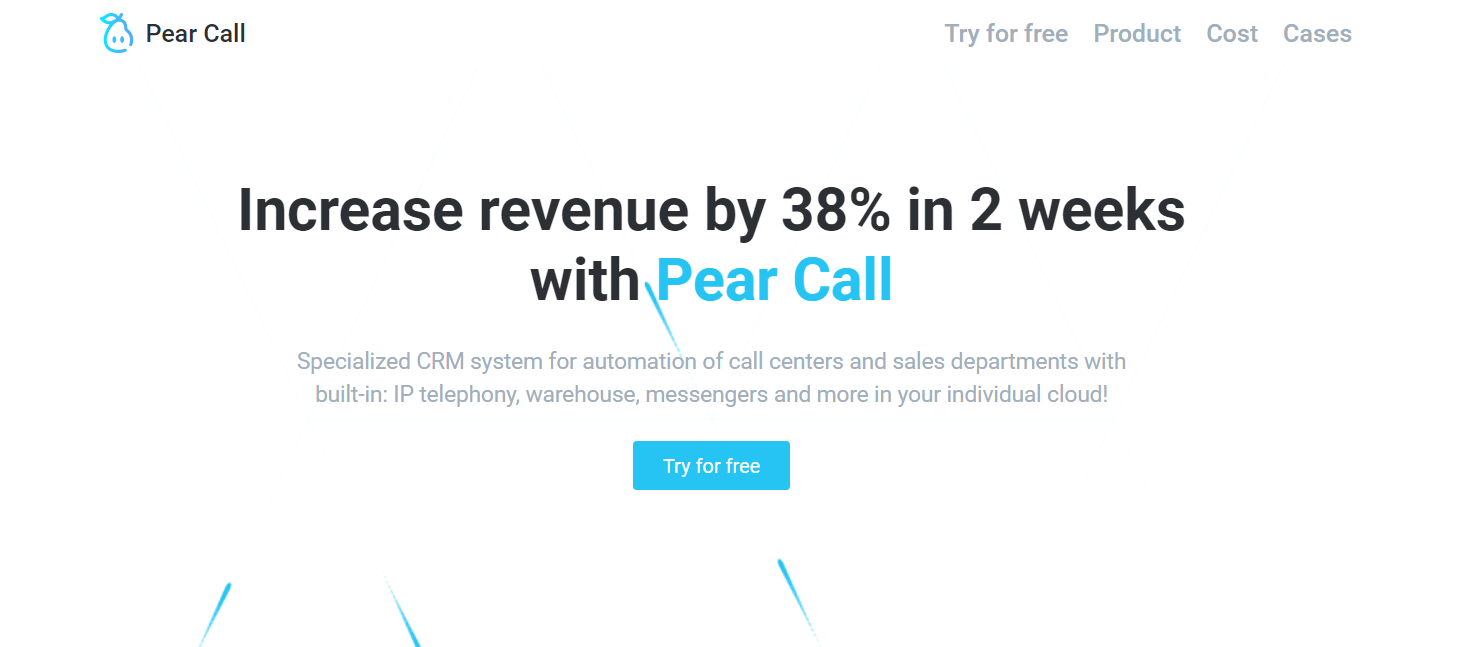 Pear Call
Try for free
Product
Cost
Cases
Increase revenue by 38% in 2 weeks
with Pear Call
Specialized CRM system for automation of call centers and sales departments with
built-in: IP telephony, warehouse, messengers and more in your individual cloud!
Try for free